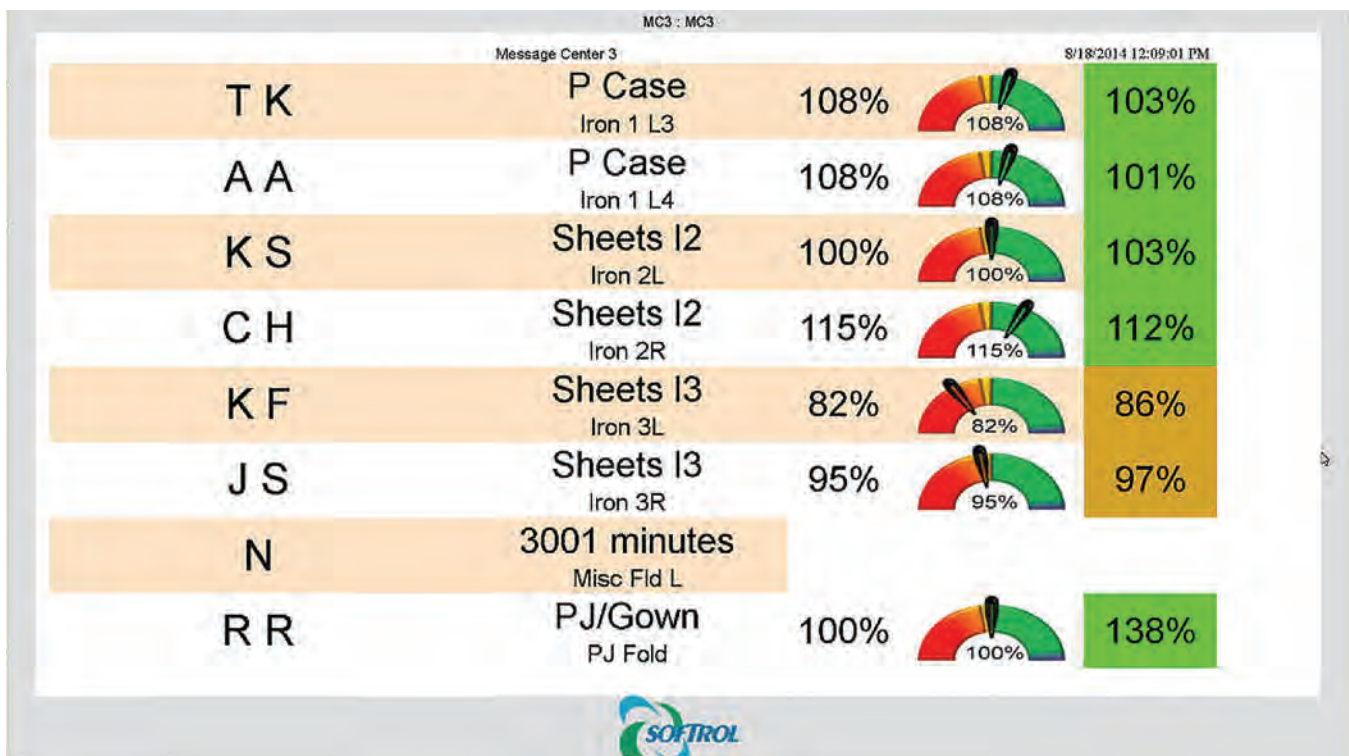 MC3 : MC3
Message Center 3 8/18/2014 12:09:01 PM
T K P Case 108% 108% 103%
Iron 1 L3
A A P Case 108% 108% 101%
Iron 1 L4
K S Sheets I2 100% 100% 103%
Iron 2L
C H Sheets I2 115% 115% 112%
Iron 2R
K F Sheets I3 82% 82% 86%
Iron 3L
J S Sheets I3 95% 95% 97%
Iron 3R
N 3001 minutes
Misc Fld L
R R PJ/Gown 100% 100% 138%
PJ Fold
SOFTROL